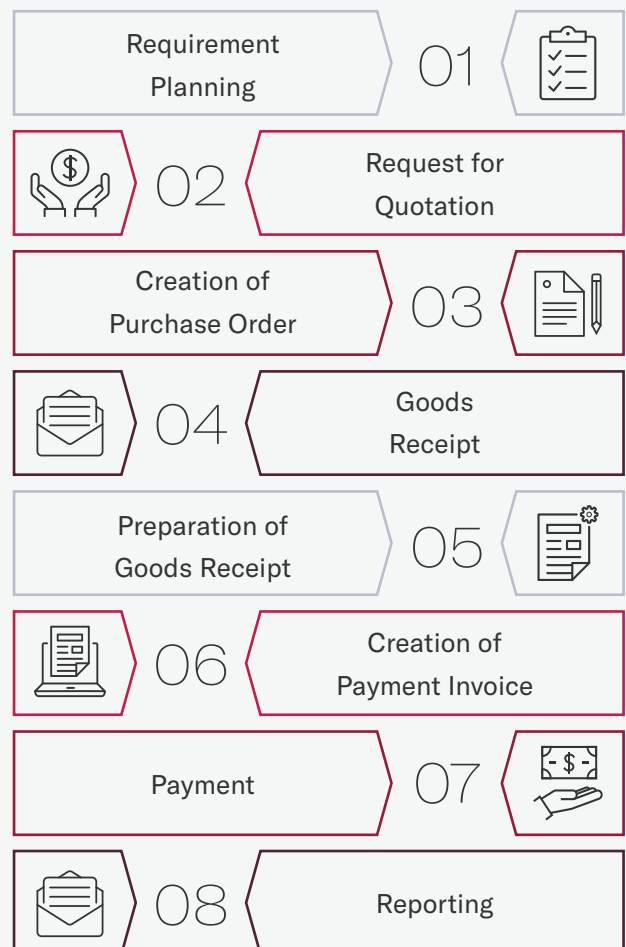 Requirement
Planning
01
02
Request for
Quotation
Creation of
Purchase Order
03
04
Goods
Receipt
Preparation of
Goods Receipt
05
06
Creation of
Payment Invoice
Payment
07
$
08
Reporting